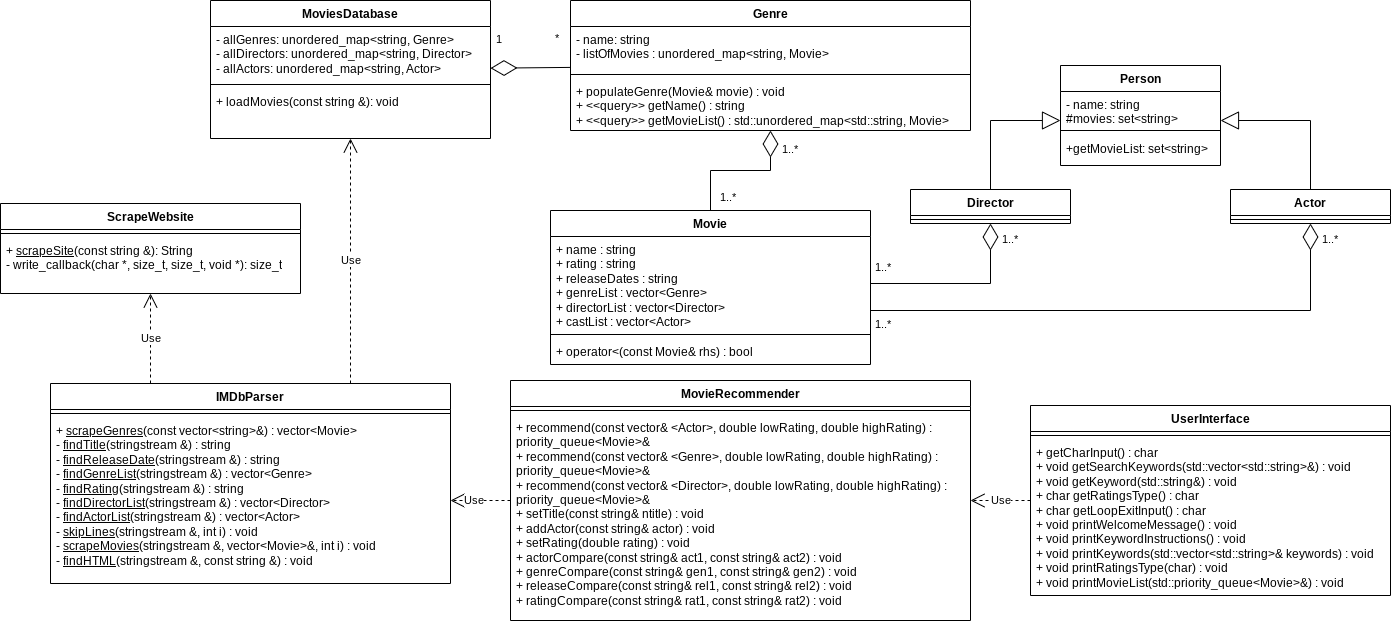 MoviesDatabase
- allGenres: unordered_map<string, Genre>
- allDirectors: unordered_map<string, Director>
- allActors: unordered_map<string, Actor>
+ loadMovies(const string &): void
1
*
Genre
- name: string
- listOfMovies : unordered_map<string, Movie>
+ populateGenre(Movie& movie) : void
+ <<query>> getName() : string
+ <<query>> getMovieList() : std::unordered_map<std::string, Movie>
1..*
1..*
Person
- name: string
#movies: set<string>
+getMovieList: set<string>
Director
1..*
Actor
1..*
ScrapeWebsite
+ scrapeSite(const string &): String
- write_callback(char *, size_t, size_t, void *): size_t
Use
Use
Movie
+ name : string
+ rating : string
+ releaseDates : string
+ genreList : vector<Genre>
+ directorList : vector<Director>
+ castList : vector<Actor>
+ operator<(const Movie& rhs) : bool
1..*
1..*
IMDbParser
+ scrapeGenres(const vector<string>&) : vector<Movie>
- findTitle(stringstream &) : string
- findReleaseDate(stringstream &) : string
- findGenreList(stringstream &) : vector<Genre>
- findRating(stringstream &) : string
- findDirectorList(stringstream &) : vector<Director>
- findActorList(stringstream &) : vector<Actor>
- skipLines(stringstream &, int i) : void
- scrapeMovies(stringstream &, vector<Movie>&, int i) : void
- findHTML(stringstream &, const string &) : void
Use
MovieRecommender
+ recommend(const vector& <Actor>, double lowRating, double highRating) :
priority_queue<Movie>&
+ recommend(const vector& <Genre>, double lowRating, double highRating) :
priority_queue<Movie>&
+ recommend(const vector& <Director>, double lowRating, double highRating) :
priority_queue<Movie>&
+ setTitle(const string& ntitle) : void
+ addActor(const string& actor) : void
+ setRating(double rating) : void
+ actorCompare(const string& act1, const string& act2) : void
+ genreCompare(const string& gen1, const string& gen2) : void
+ releaseCompare(const string& rel1, const string& rel2) : void
+ ratingCompare(const string& rat1, const string& rat2) : void
Use
UserInterface
+ getCharInput() : char
+ void getSearchKeywords(std::vector<std::string>&) : void
+ void getKeyword(std::string&) : void
+ char getRatingsType() : char
+ char getLoopExitInput() : char
+ void printWelcomeMessage() : void
+ void printKeywordInstructions() : void
+ void printKeywords(std::vector<std::string>& keywords) : void
+ void printRatingsType(char) : void
+ void printMovieList(std::priority_queue<Movie>&) : void